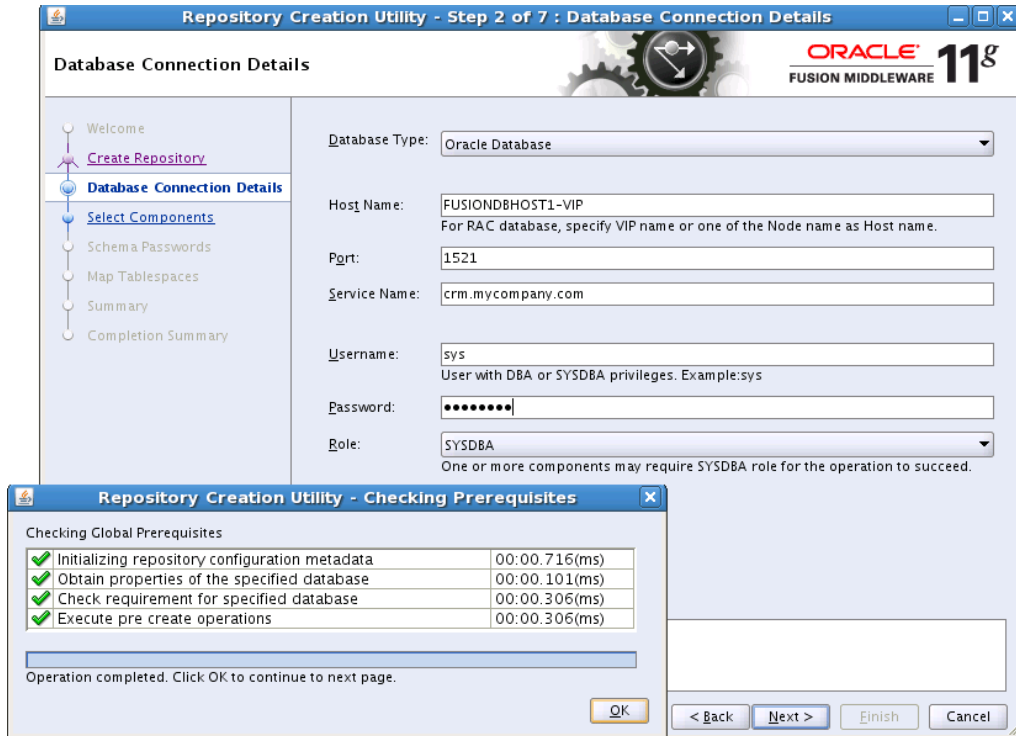 Repository Creation Utility - Step 2 of 7 : Database Connection Details
Database Connection Details
ORACLE
FUSION MIDDLEWARE
11g
Welcome
Create Repository
Database Connection Details
Select Components
Schema Passwords
Map Tablespaces
Summary
Completion Summary
Database Type: Oracle Database
Host Name: FUSIONDBHOST1-VIP
For RAC database, specify VIP name or one of the Node name as Host name.
Port: 1521
Service Name: crm.mycompany.com
Username: sys
User with DBA or SYSDBA privileges. Example:sys
Password: ●●●●●●●●
Role: SYSDBA
One or more components may require SYSDBA role for the operation to succeed.
Repository Creation Utility - Checking Prerequisites
Checking Global Prerequisites
Initializing repository configuration metadata 00:00.716(ms)
Obtain properties of the specified database 00:00.101(ms)
Check requirement for specified database 00:00.306(ms)
Execute pre create operations 00:00.306(ms)
Operation completed. Click OK to continue to next page.
OK
< Back Next > Finish Cancel